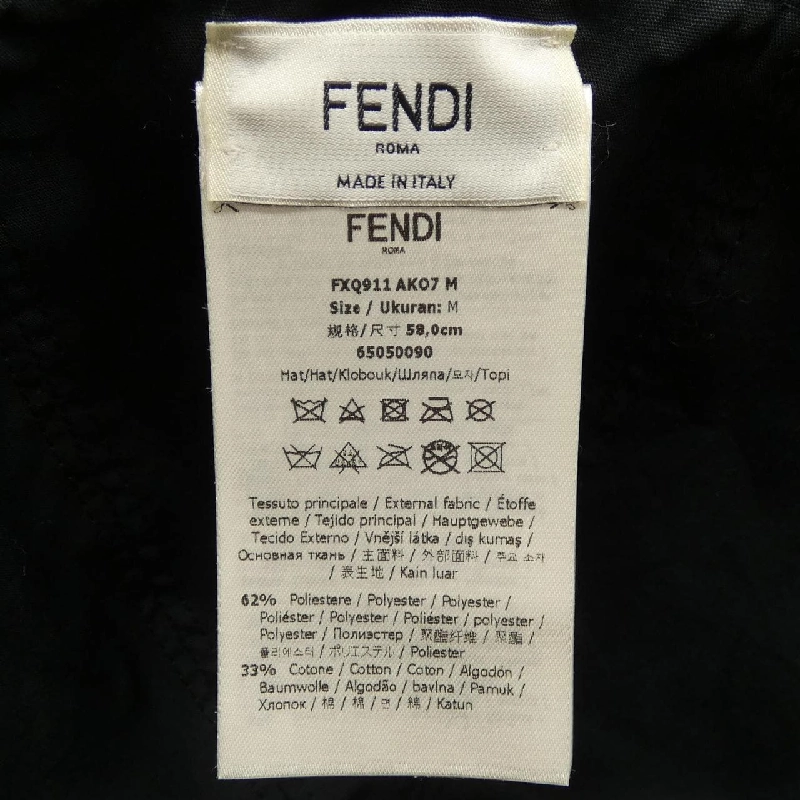 FENDI
ROMA
MADE IN ITALY
FENDI
ROMA
FXQ911 AKO7 M
Size / Ukuran: M
规格/尺寸 58,0cm
65050090
Hat/Hat/Klobouk/Шляпа/모자/Topi
Tessuto principale / External fabric / Étoffe
externe / Tejido principal / Hauptgewebe /
Tecido Externo / Vnější látka / dış kumaş /
Основная ткань / 主面料 / 外部面料 / 주요 소재
/ 表生地 / Kain luar
62% Poliestere / Polyester / Polyester /
Poliéster / Polyester / Poliéster / polyester /
Polyester / Полиэстер / 聚酯纤维 / 聚酯 /
폴리에스터 / ポリエステル / Poliester
33% Cotone / Cotton / Coton / Algodón /
Baumwolle / Algodão / bavlna / Pamuk /
Хлопок / 棉 / 棉 / 면 / 綿 / Katun